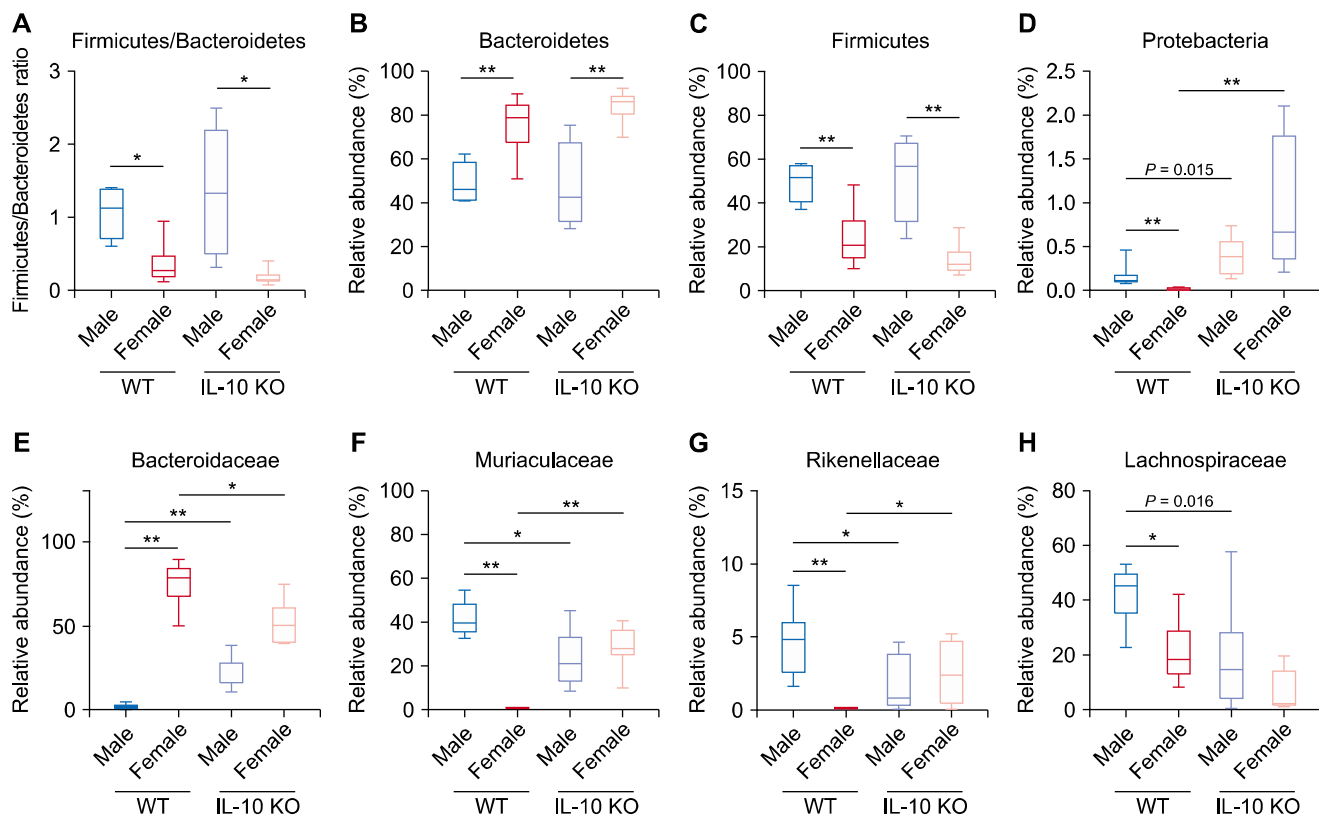 A
Firmicutes/Bacteroidetes
Firmicutes/Bacteroidetes ratio
3
2
1
0
*
*
Male
Female
Male
Female
WT
IL-10 KO
B
Bacteroidetes
Relative abundance (%)
100
80
60
40
20
0
**
**
Male
Female
Male
Female
WT
IL-10 KO
C
Firmicutes
Relative abundance (%)
100
80
60
40
20
0
**
**
Male
Female
Male
Female
WT
IL-10 KO
D
Protebacteria
Relative abundance (%)
2.5
2.0
1.5
1.0
0.5
0.0
**
P = 0.015
**
Male
Female
Male
Female
WT
IL-10 KO
E
Bacteroidaceae
Relative abundance (%)
100
50
0
*
**
**
Male
Female
Male
Female
WT
IL-10 KO
F
Muriaculaceae
Relative abundance (%)
100
80
60
40
20
0
**
*
**
Male
Female
Male
Female
WT
IL-10 KO
G
Rikenellaceae
Relative abundance (%)
15
10
5
0
*
*
**
Male
Female
Male
Female
WT
IL-10 KO
H
Lachnospiraceae
Relative abundance (%)
80
60
40
20
0
P = 0.016
*
Male
Female
Male
Female
WT
IL-10 KO